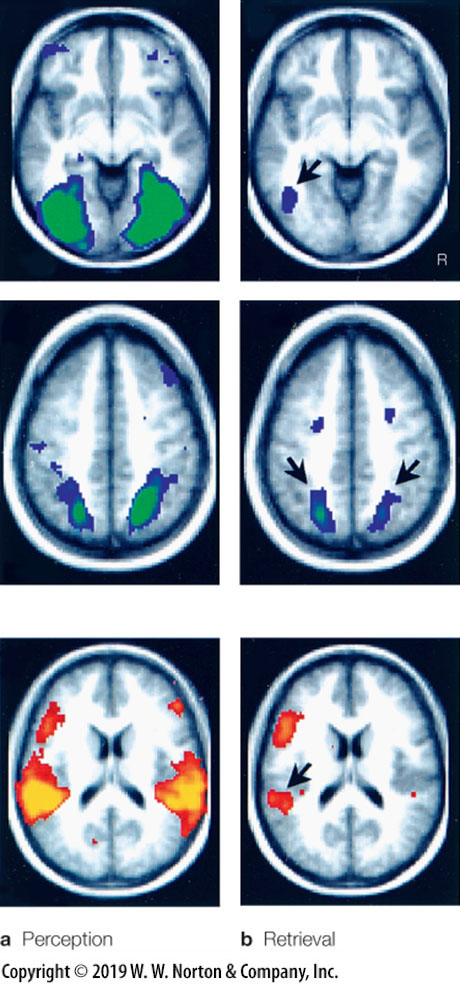 R
a Perception b Retrieval
Copyright © 2019 W. W. Norton & Company, Inc.